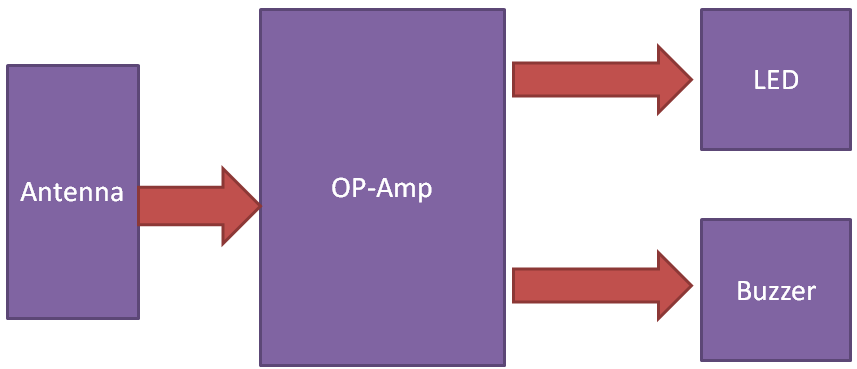 Antenna
OP-Amp
LED
Buzzer